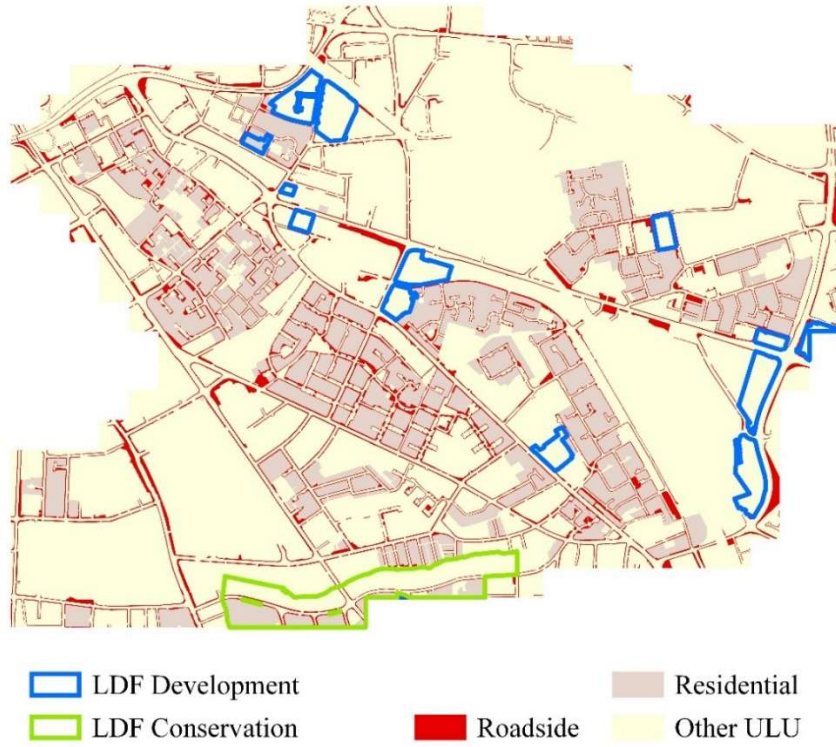 LDF Development
Residential
LDF Conservation
Roadside
Other ULU